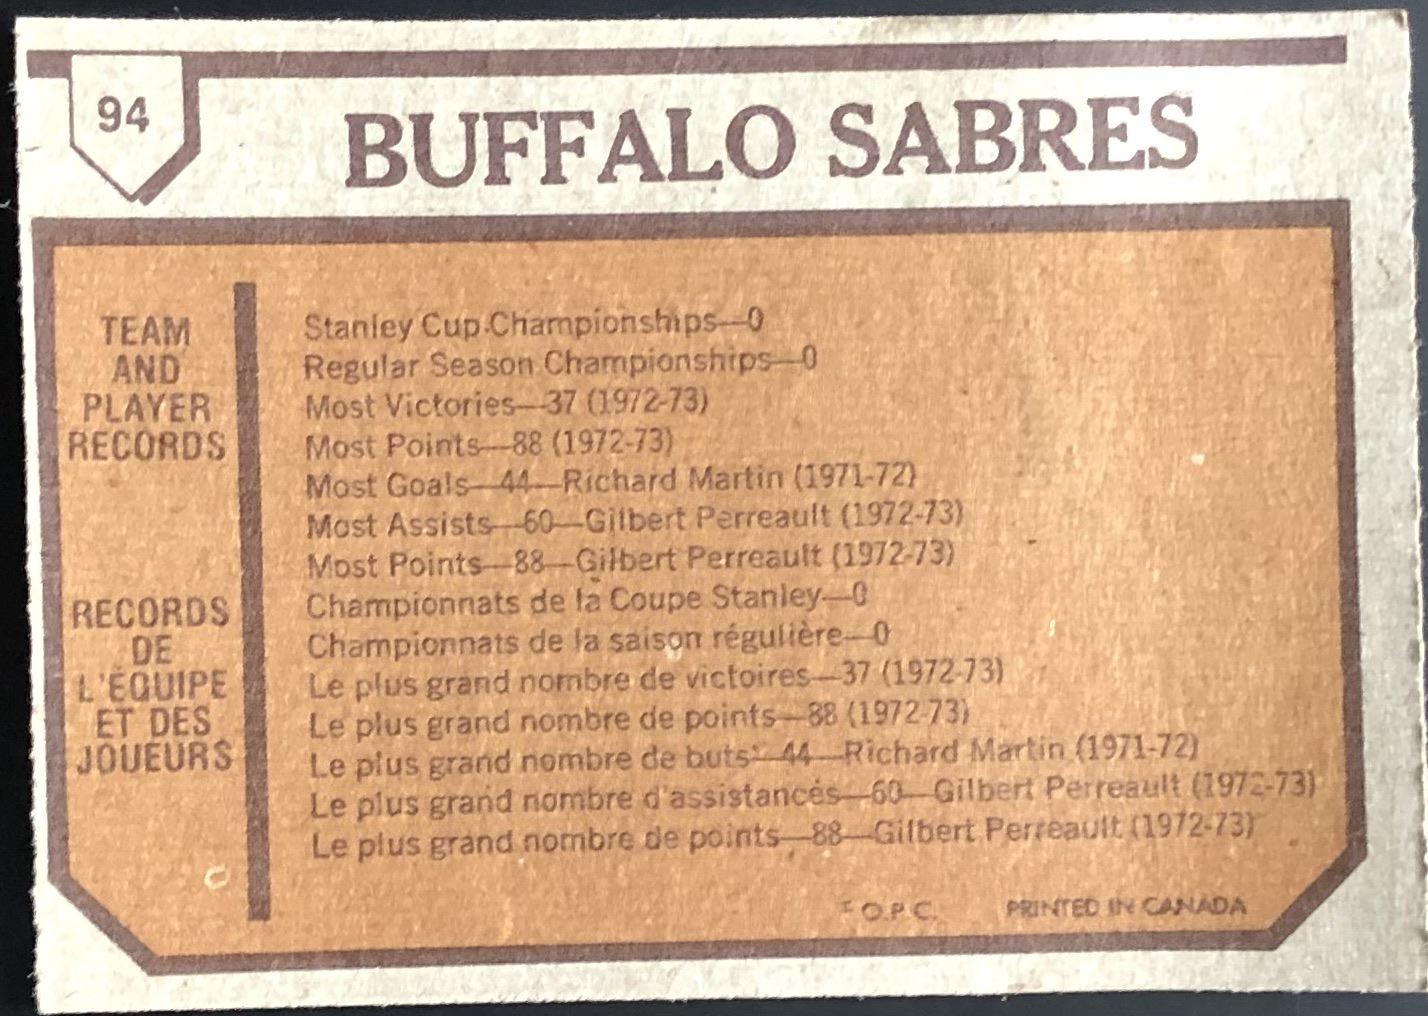 94
BUFFALO SABRES
TEAM
AND
PLAYER
RECORDS
Stanley Cup Championships—0
Regular Season Championships—0
Most Victories—37 (1972-73)
Most Points—88 (1972-73)
Most Goals—44—Richard Martin (1971-72)
Most Assists—60—Gilbert Perreault (1972-73)
Most Points—88—Gilbert Perreault (1972-73)
RECORDS
DE
L'ÉQUIPE
ET DES
JOUEURS
Championnats de la Coupe Stanley—0
Championnats de la saison régulière—0
Le plus grand nombre de victoires—37 (1972-73)
Le plus grand nombre de points—88 (1972-73)
Le plus grand nombre de buts—44—Richard Martin (1971-72)
Le plus grand nombre d'assistances—60—Gilbert Perreault (1972-73)
Le plus grand nombre de points—88—Gilbert Perreault (1972-73)
O.P.C. PRINTED IN CANADA